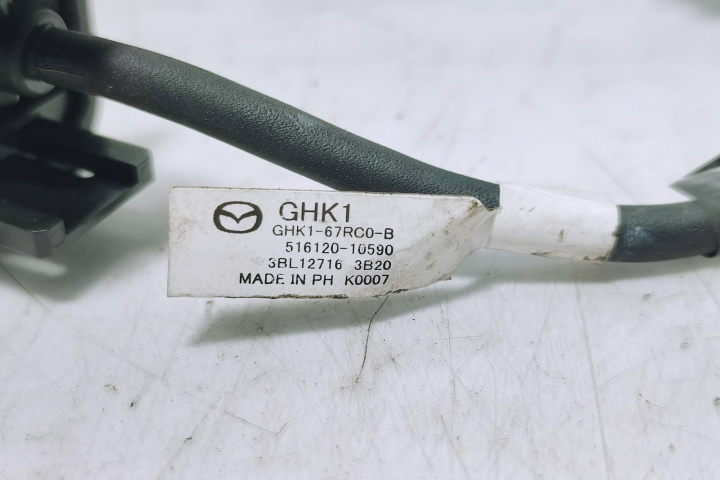 GHK1
GHK1-67RC0-B
516120-10590
3BL12716 3B20
MADE IN PH K0007